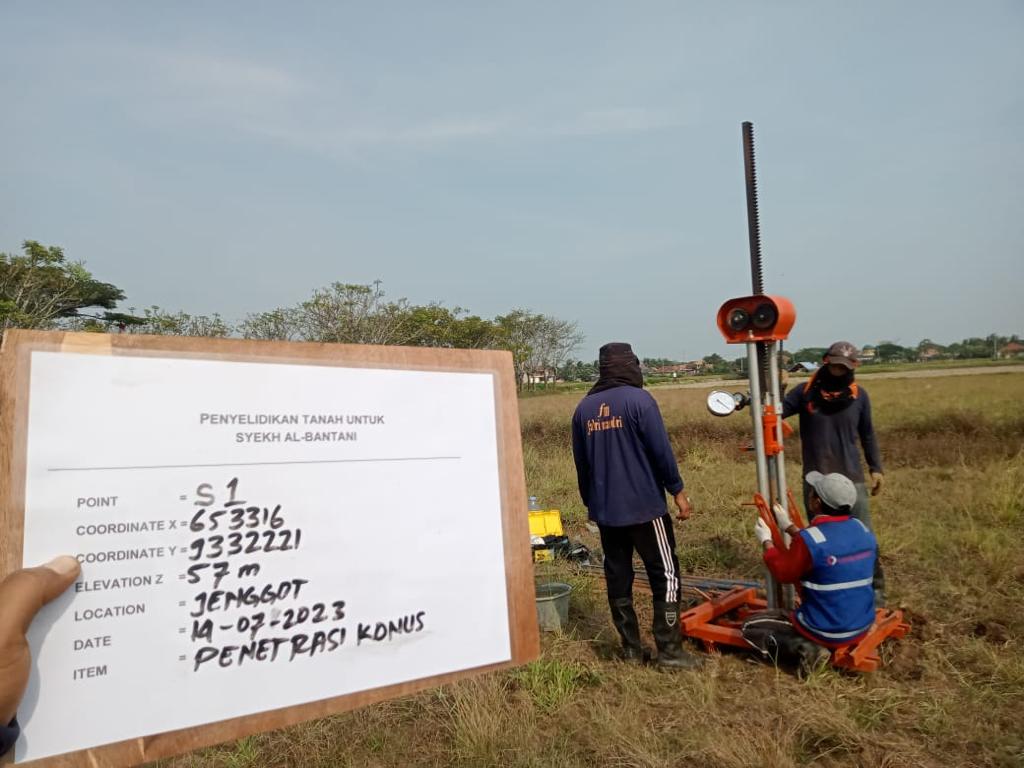 PENYELIDIKAN TANAH UNTUK
SYEKH AL-BANTANI
POINT = S1
COORDINATE X = 653316
COORDINATE Y = 9332221
ELEVATION Z = 57 m
LOCATION = JENGGOT
DATE = 14-07-2023
ITEM = PENETRASI KONUS
fm